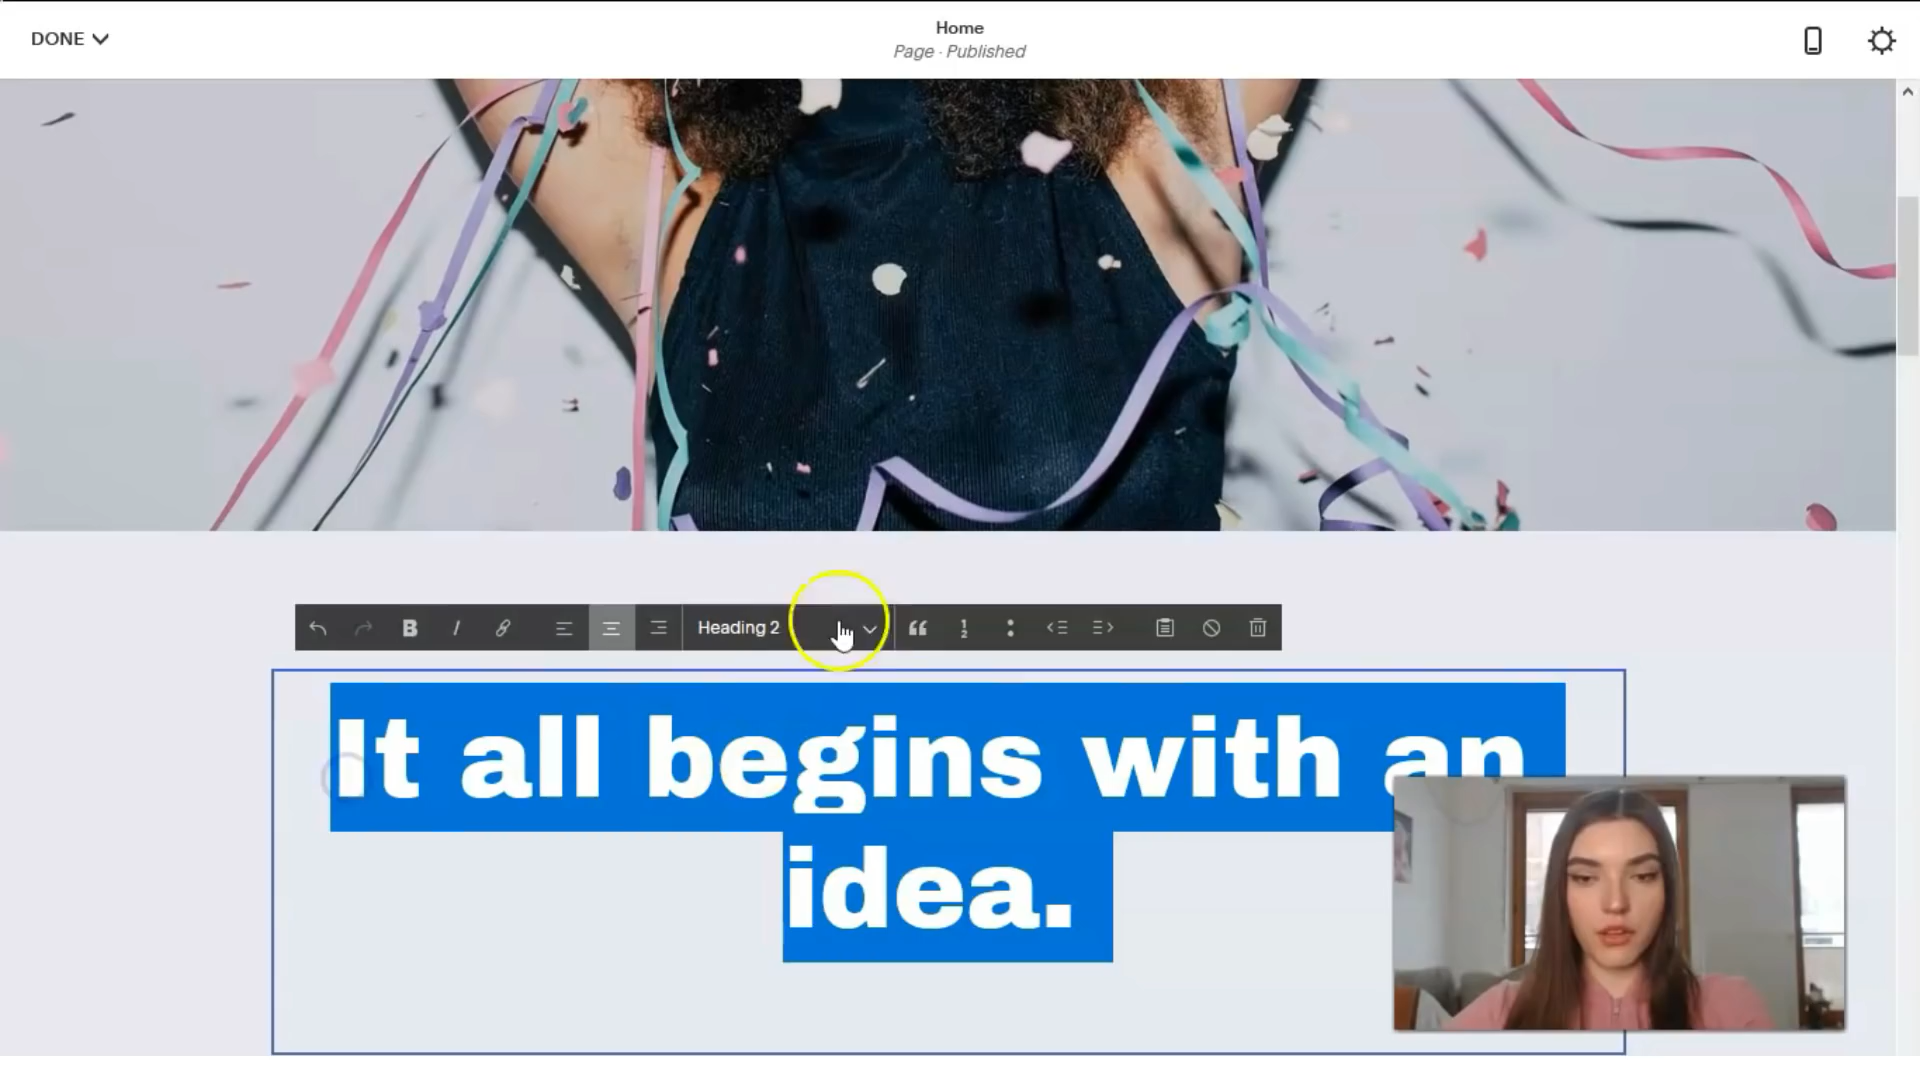 DONE
Home
Page · Published
B I
Heading 2
It all begins with an
idea.